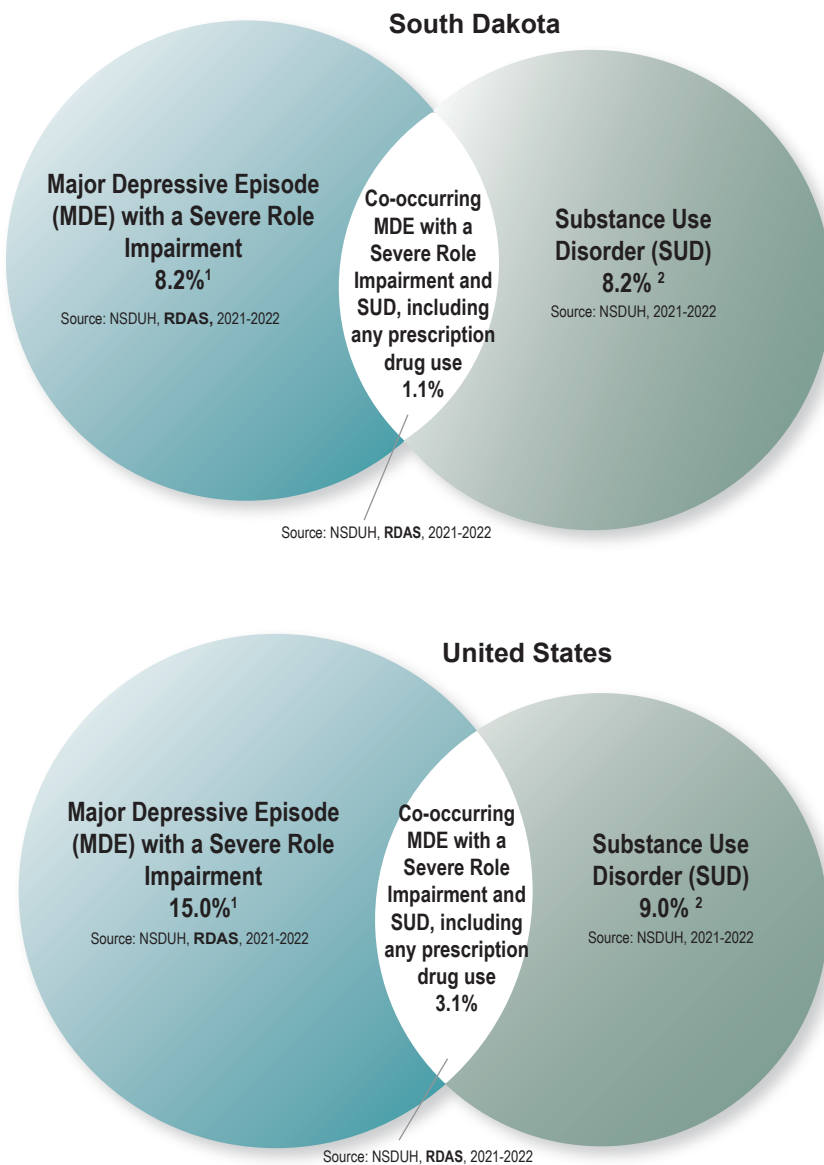 South Dakota
Major Depressive Episode
(MDE) with a Severe Role
Impairment
8.2%¹
Source: NSDUH, RDAS, 2021-2022
Co-occurring
MDE with a
Severe Role
Impairment and
SUD, including
any prescription
drug use
1.1%
Substance Use
Disorder (SUD)
8.2% ²
Source: NSDUH, 2021-2022
Source: NSDUH, RDAS, 2021-2022
United States
Major Depressive Episode
(MDE) with a Severe Role
Impairment
15.0%¹
Source: NSDUH, RDAS, 2021-2022
Co-occurring
MDE with a
Severe Role
Impairment and
SUD, including
any prescription
drug use
3.1%
Substance Use
Disorder (SUD)
9.0% ²
Source: NSDUH, 2021-2022
Source: NSDUH, RDAS, 2021-2022